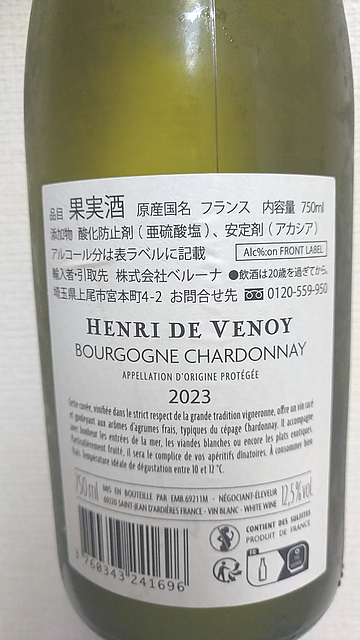 品目 果実酒 原産国名 フランス 内容量 750ml
添加物 酸化防止剤（亜硫酸塩）、安定剤（アカシア）
アルコール分は表ラベルに記載 Alc%:on FRONT LABEL
輸入者・引取先 株式会社ベルーナ ●飲酒は20歳を過ぎてから。
埼玉県上尾市宮本町4-2 お問合せ先 0120-559-950
HENRI DE VENOY
BOURGOGNE CHARDONNAY
APPELLATION D'ORIGINE PROTÉGÉE
2023
Cette cuvée, vinifiée dans le strict respect de la grande tradition vigneronne, offre un vin racé
et gouleyant aux arômes d'agrumes frais, typiques du cépage Chardonnay. Il accompagne
avec bonheur les entrées de la mer, les viandes blanches ou encore les plats exotiques.
Particulièrement fruité, il sera le complice de vos apéritifs dînatoires. À consommer bien
frais. Température idéale de dégustation entre 10 et 12 °C.
750 ml MIS EN BOUTEILLE PAR EMB.69211M - NÉGOCIANT-ÉLEVEUR 12,5% vol
69220 SAINT-JEAN D'ARDIÈRES FRANCE - VIN BLANC - WHITE WINE
CONTIENT DES SULFITES
PRODUIT DE FRANCE
FR
3 760343 241696